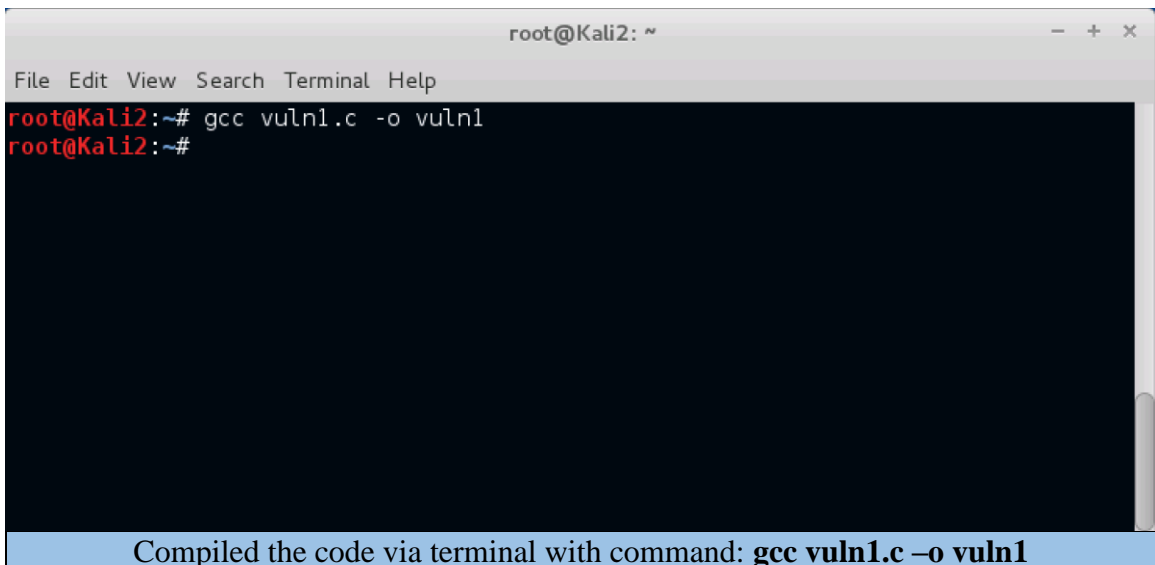 root@Kali2: ~
File Edit View Search Terminal Help
root@Kali2:~# gcc vuln1.c -o vuln1
root@Kali2:~#
Compiled the code via terminal with command: gcc vuln1.c –o vuln1